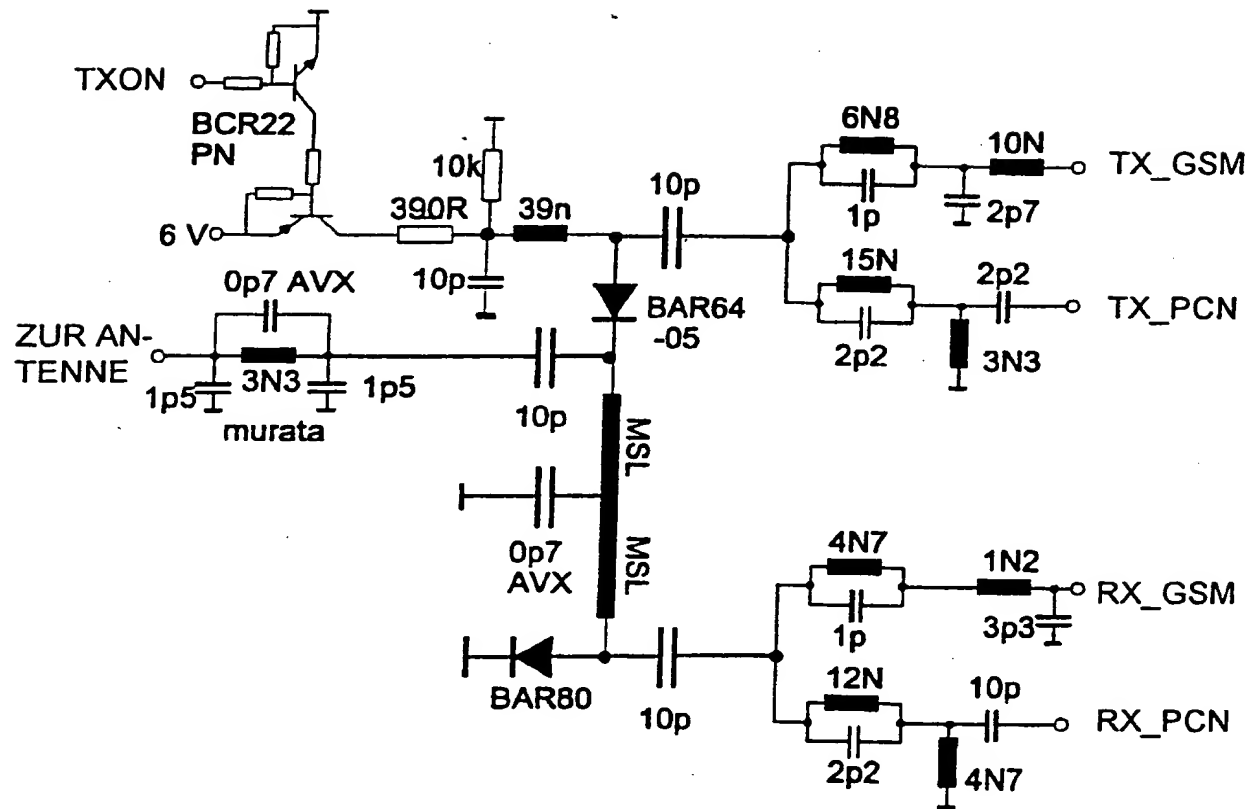 TXON
BCR22
PN
6 V
10k
390R
39n
10p
10p
6N8
1p
10N
2p7
TX_GSM
15N
2p2
2p2
3N3
TX_PCN
BAR64
-05
0p7 AVX
ZUR AN-
TENNE
1p5
3N3
1p5
murata
10p
MSL
MSL
0p7
AVX
BAR80
10p
4N7
1p
1N2
3p3
RX_GSM
12N
2p2
10p
4N7
RX_PCN